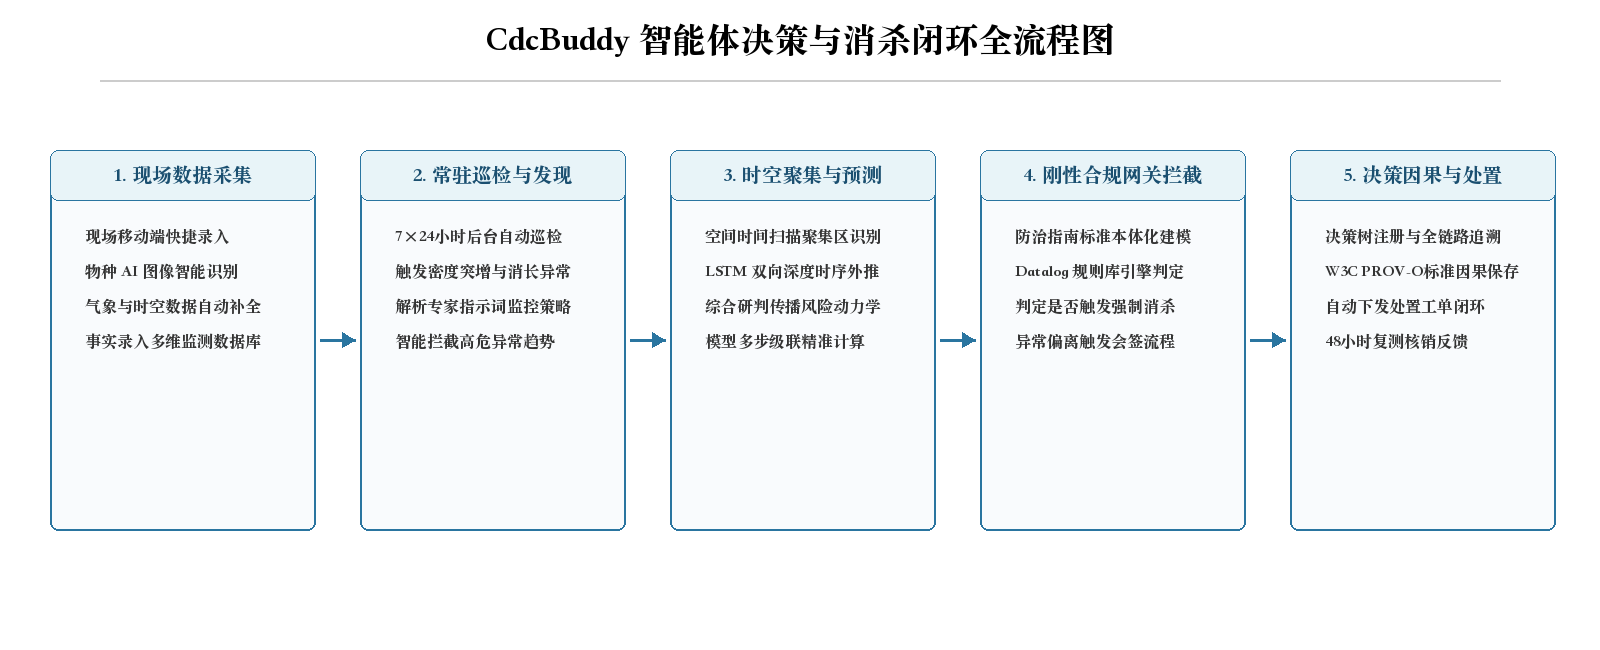 CdcBuddy 智能体决策与消杀闭环全流程图
1. 现场数据采集
现场移动端快捷录入
物种 AI 图像智能识别
气象与时空数据自动补全
事实录入多维监测数据库
2. 常驻巡检与发现
7×24小时后台自动巡检
触发密度突增与消长异常
解析专家指示词监控策略
智能拦截高危异常趋势
3. 时空聚集与预测
空间时间扫描聚集区识别
LSTM 双向深度时序外推
综合研判传播风险动力学
模型多步级联精准计算
4. 刚性合规网关拦截
防治指南标准本体化建模
Datalog 规则库引擎判定
判定是否触发强制消杀
异常偏离触发会签流程
5. 决策因果与处置
决策树注册与全链路追溯
W3C PROV-O标准因果保存
自动下发处置工单闭环
48小时复测核销反馈